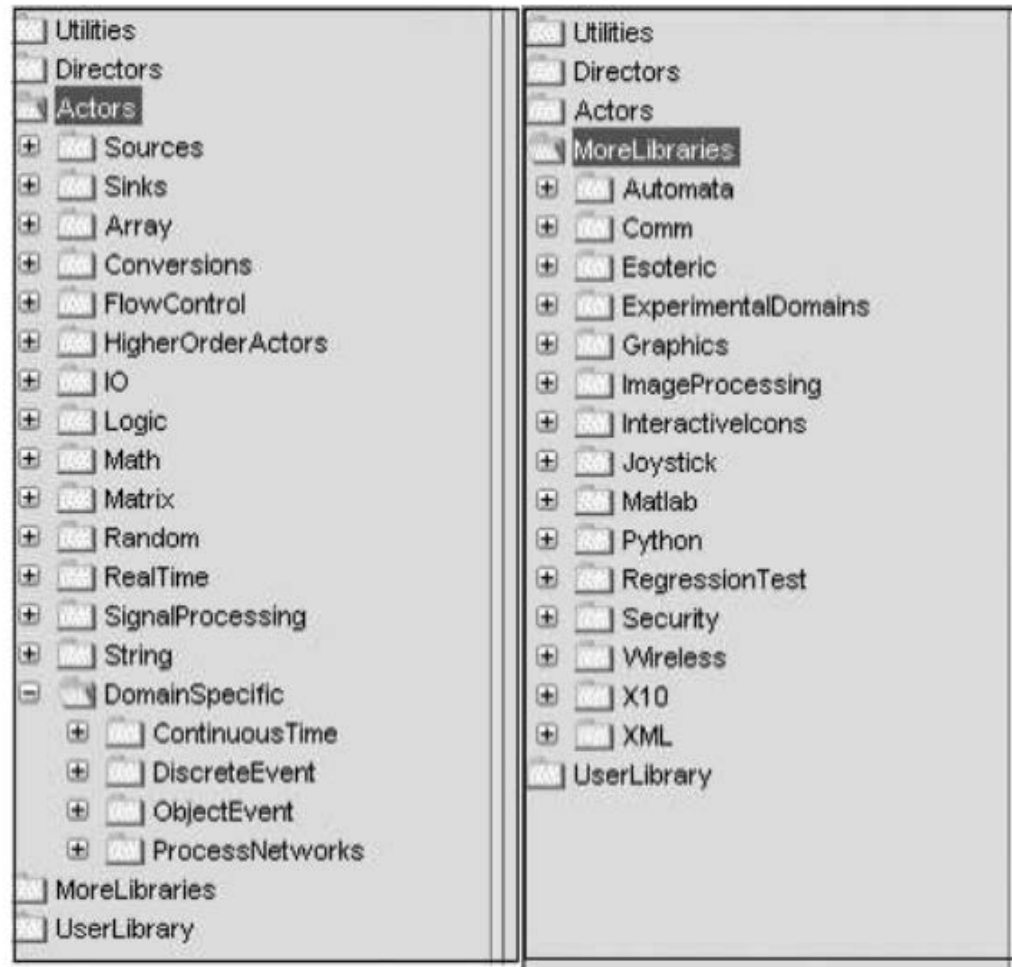 Utilities
Directors
Actors
Sources
Sinks
Array
Conversions
FlowControl
HigherOrderActors
IO
Logic
Math
Matrix
Random
RealTime
SignalProcessing
String
DomainSpecific
ContinuousTime
DiscreteEvent
ObjectEvent
ProcessNetworks
MoreLibraries
UserLibrary
Utilities
Directors
Actors
MoreLibraries
Automata
Comm
Esoteric
ExperimentalDomains
Graphics
ImageProcessing
InteractiveIcons
Joystick
Matlab
Python
RegressionTest
Security
Wireless
X10
XML
UserLibrary